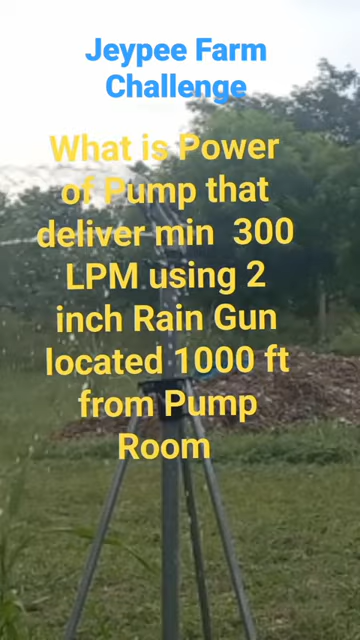 Jeypee Farm
Challenge
What is Power
of Pump that
deliver min 300
LPM using 2
inch Rain Gun
located 1000 ft
from Pump
Room